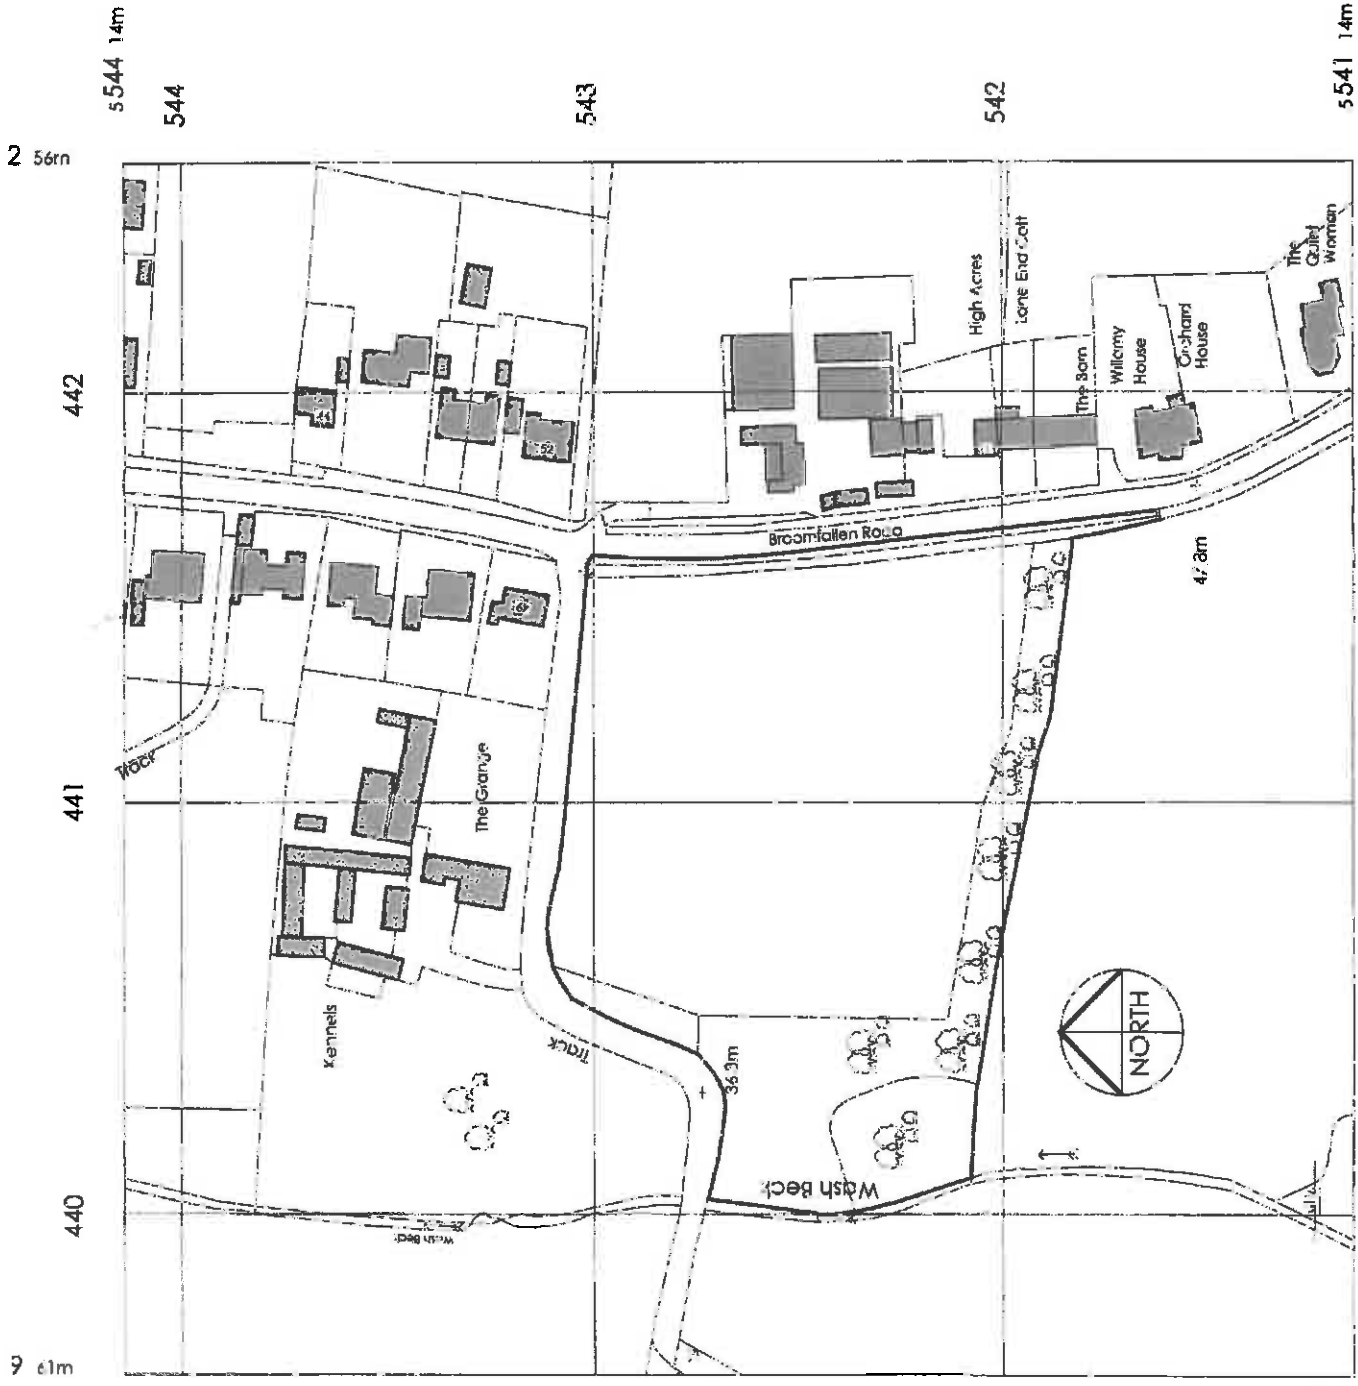 5544 14m
544
543
542
5541 14m
2 56m
442
441
440
9 61m
44
52
High Acres
Lane End Cott
The Barn
Willamy
House
Orchard
House
The
Quiet
Woman
Broomfallen Road
47.8m
Track
The Grange
Kennels
Track
36.3m
Wash Beck
Wash Beck
NORTH